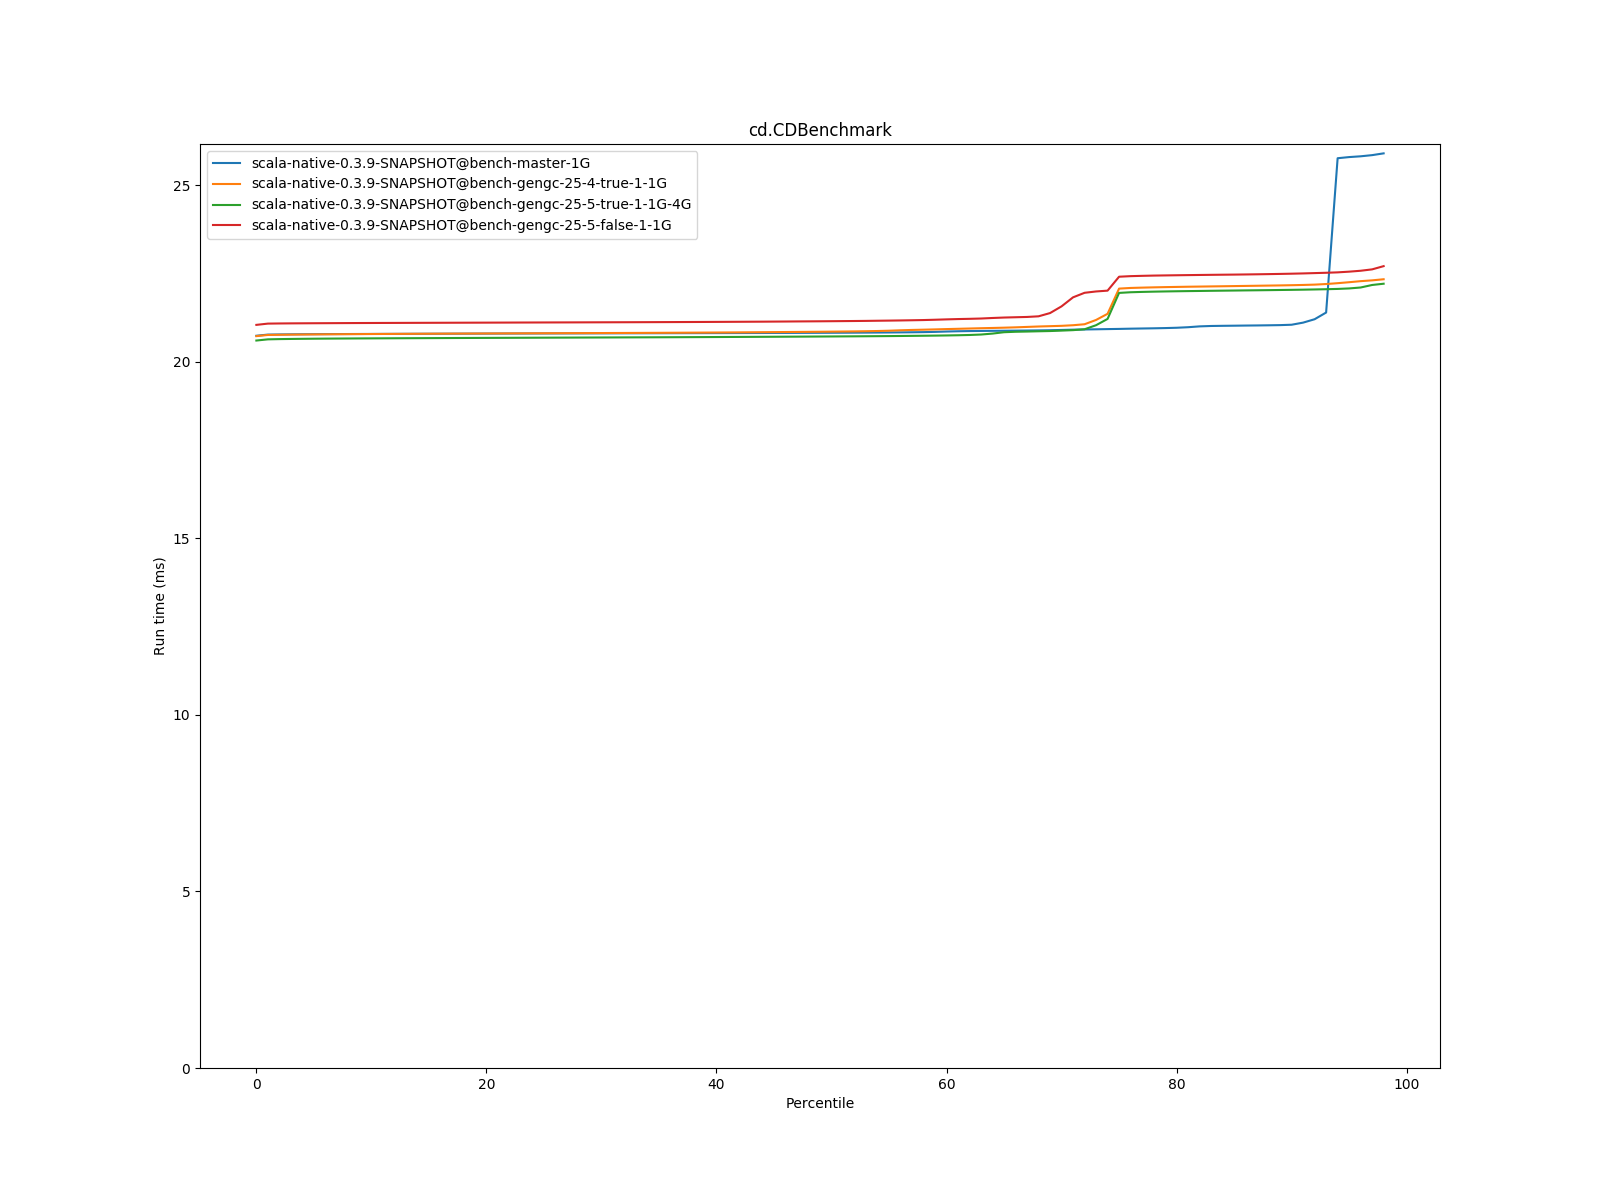 cd.CDBenchmark
scala-native-0.3.9-SNAPSHOT@bench-master-1G
scala-native-0.3.9-SNAPSHOT@bench-gengc-25-4-true-1-1G
scala-native-0.3.9-SNAPSHOT@bench-gengc-25-5-true-1-1G-4G
scala-native-0.3.9-SNAPSHOT@bench-gengc-25-5-false-1-1G
25
20
15
10
5
0
Run time (ms)
0 20 40 60 80 100
Percentile